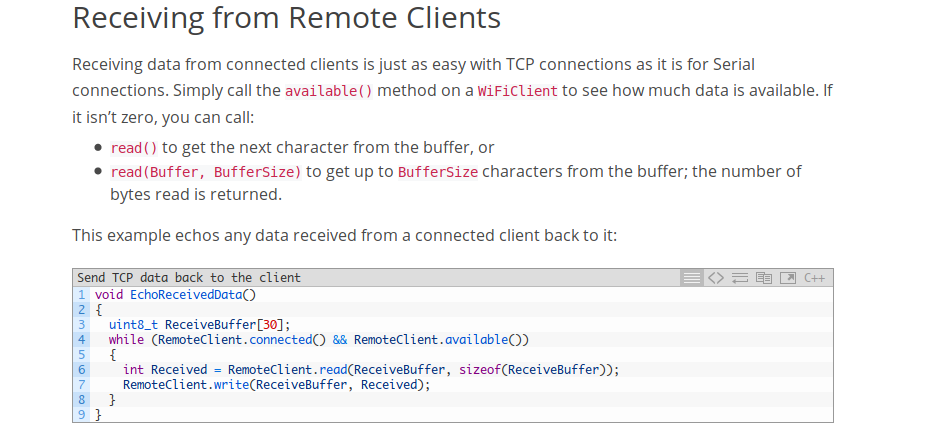 Receiving from Remote Clients
Receiving data from connected clients is just as easy with TCP connections as it is for Serial
connections. Simply call the available() method on a WiFiClient to see how much data is available. If
it isn’t zero, you can call:
• read() to get the next character from the buffer, or
• read(Buffer, BufferSize) to get up to BufferSize characters from the buffer; the number of
bytes read is returned.
This example echos any data received from a connected client back to it:
Send TCP data back to the client C++
1 void EchoReceivedData()
2 {
3   uint8_t ReceiveBuffer[30];
4   while (RemoteClient.connected() && RemoteClient.available())
5   {
6     int Received = RemoteClient.read(ReceiveBuffer, sizeof(ReceiveBuffer));
7     RemoteClient.write(ReceiveBuffer, Received);
8   }
9 }